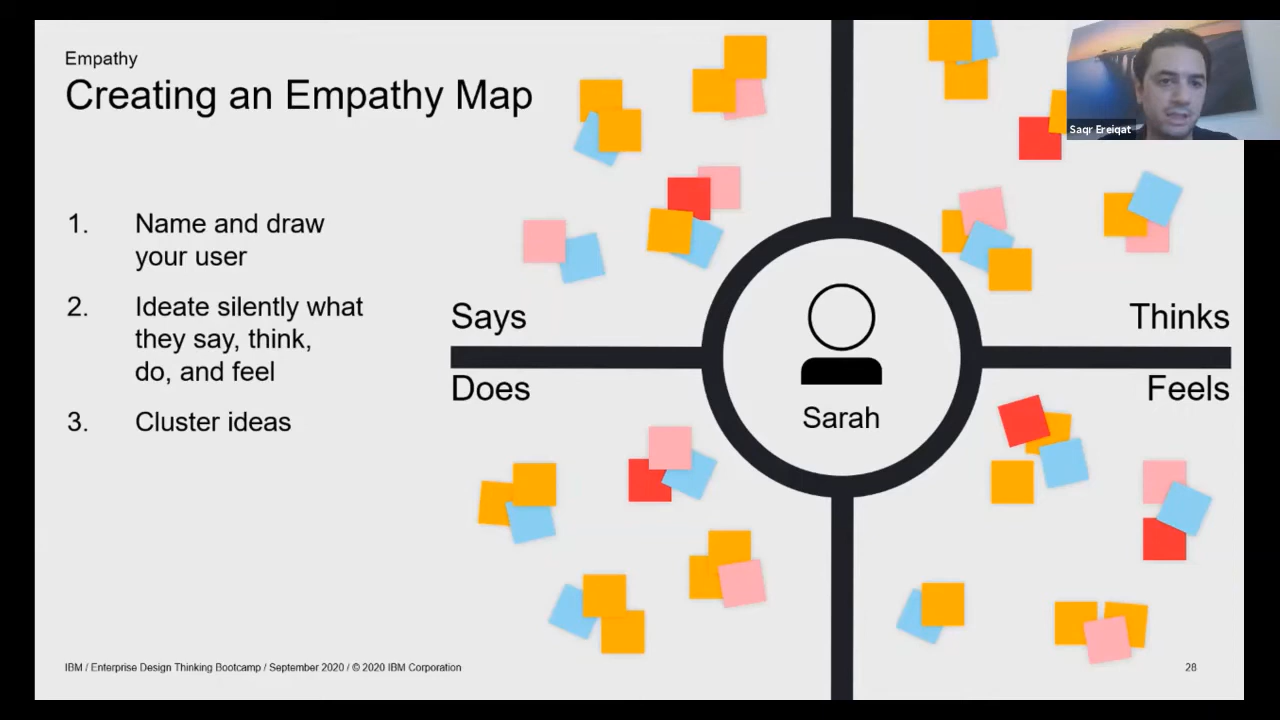 Empathy
Creating an Empathy Map
Saqr Ereiqat
1. Name and draw
your user
2. Ideate silently what
they say, think,
do, and feel
3. Cluster ideas
Says
Thinks
Does
Feels
Sarah
IBM / Enterprise Design Thinking Bootcamp / September 2020 / © 2020 IBM Corporation
28